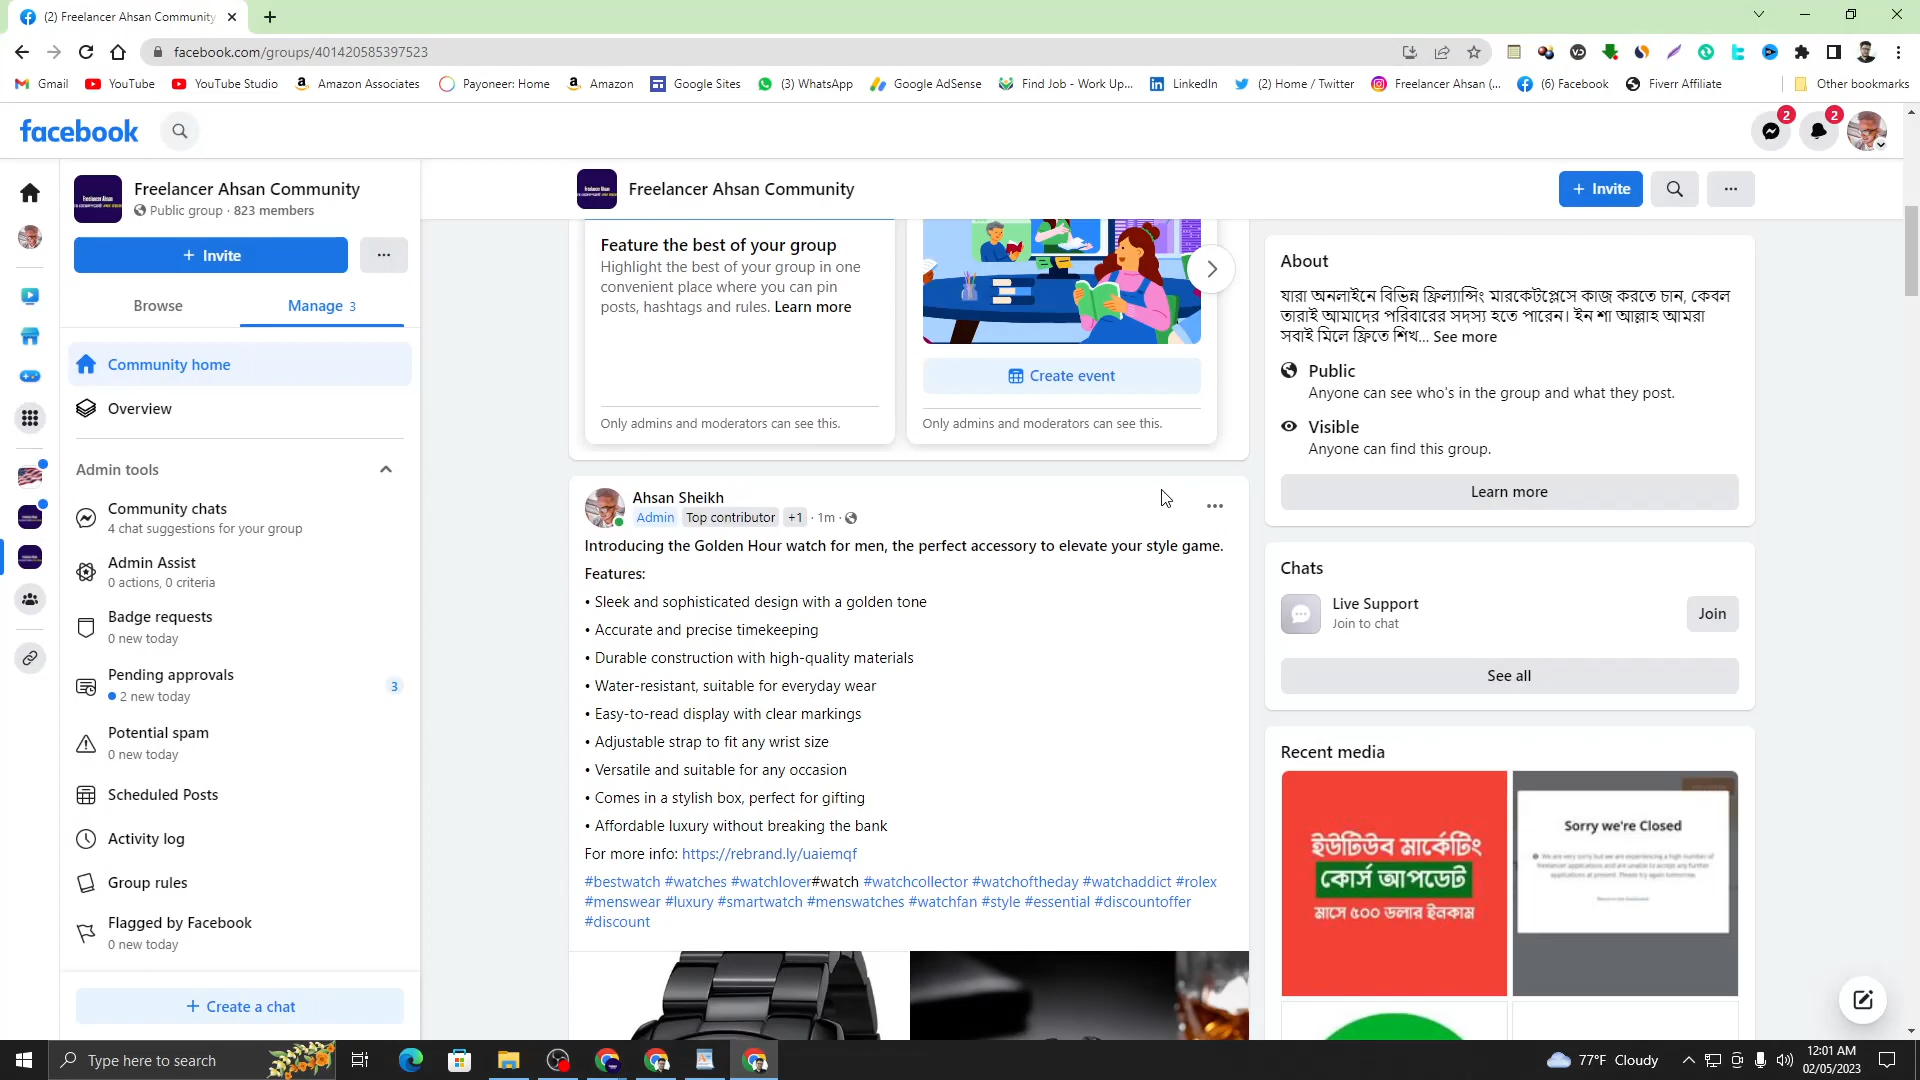 (2) Freelancer Ahsan Community
facebook.com/groups/401420585397523
Gmail
YouTube
YouTube Studio
Amazon Associates
Payoneer: Home
Amazon
Google Sites
(3) WhatsApp
Google AdSense
Find Job - Work Up...
LinkedIn
(2) Home / Twitter
Freelancer Ahsan (...
(6) Facebook
Fiverr Affiliate
Other bookmarks
facebook
2
2
Freelancer Ahsan Community
Public group · 823 members
+ Invite
Browse
Manage 3
Community home
Overview
Admin tools
Community chats
4 chat suggestions for your group
Admin Assist
0 actions, 0 criteria
Badge requests
0 new today
Pending approvals
2 new today
3
Potential spam
0 new today
Scheduled Posts
Activity log
Group rules
Flagged by Facebook
0 new today
+ Create a chat
Freelancer Ahsan Community
+ Invite
Feature the best of your group
Highlight the best of your group in one
convenient place where you can pin
posts, hashtags and rules. Learn more
Only admins and moderators can see this.
Create event
Only admins and moderators can see this.
Ahsan Sheikh
Admin Top contributor +1 · 1m ·
Introducing the Golden Hour watch for men, the perfect accessory to elevate your style game.
Features:
• Sleek and sophisticated design with a golden tone
• Accurate and precise timekeeping
• Durable construction with high-quality materials
• Water-resistant, suitable for everyday wear
• Easy-to-read display with clear markings
• Adjustable strap to fit any wrist size
• Versatile and suitable for any occasion
• Comes in a stylish box, perfect for gifting
• Affordable luxury without breaking the bank
For more info: https://rebrand.ly/uaiemqf
#bestwatch #watches #watchlover#watch #watchcollector #watchoftheday #watchaddict #rolex
#menswear #luxury #smartwatch #menswatches #watchfan #style #essential #discountoffer
#discount
About
যারা অনলাইনে বিভিন্ন ফ্রিল্যান্সিং মারকেটপ্লেসে কাজ করতে চান, কেবল
তারাই আমাদের পরিবারের সদস্য হতে পারেন। ইন শা আল্লাহ আমরা
সবাই মিলে ফ্রিতে শিখ... See more
Public
Anyone can see who's in the group and what they post.
Visible
Anyone can find this group.
Learn more
Chats
Live Support
Join to chat
Join
See all
Recent media
ইউটিউব মার্কেটিং
কোর্স আপডেট
মাসে ৫০০ ডলার ইনকাম
Sorry we're Closed
Type here to search
77°F Cloudy
12:01 AM
02/05/2023